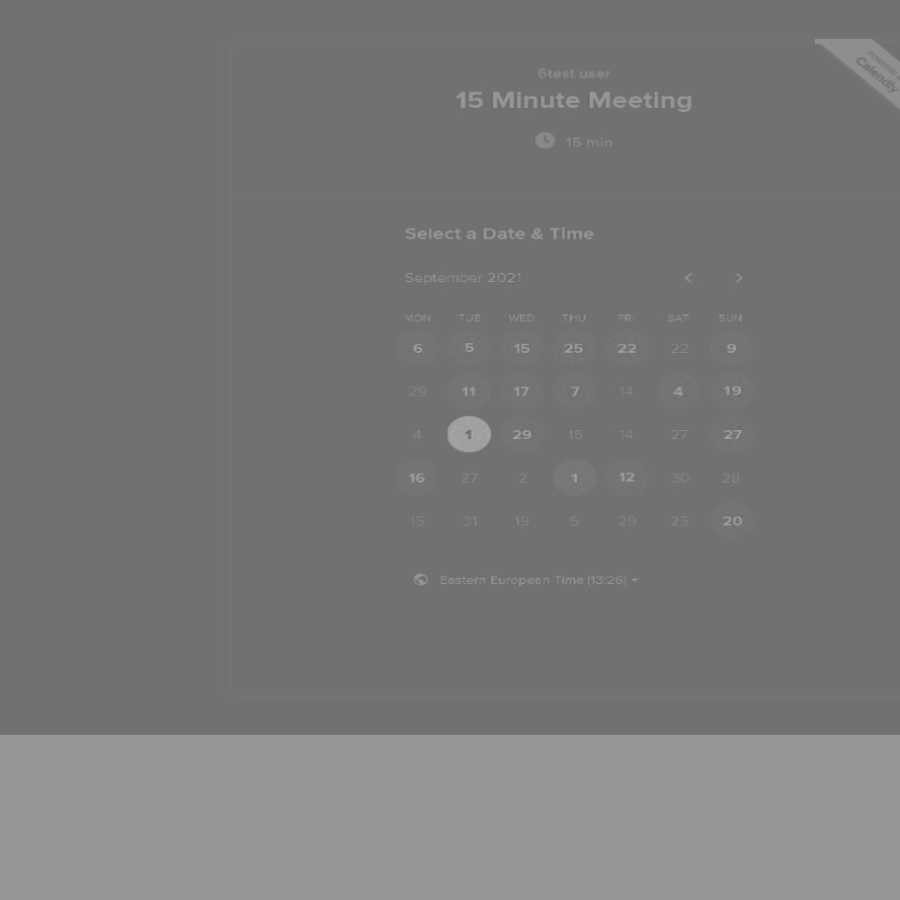 6test user
15 Minute Meeting
15 min
POWERED
Calendly
Select a Date & Time
September 2021 < >
MON TUE WED THU FRI SAT SUN
6 5 15 25 22 22 9
29 11 17 7 14 4 19
4 1 29 15 14 27 27
16 27 2 1 12 30 28
15 31 19 5 29 25 20
Eastern European Time (13:26)